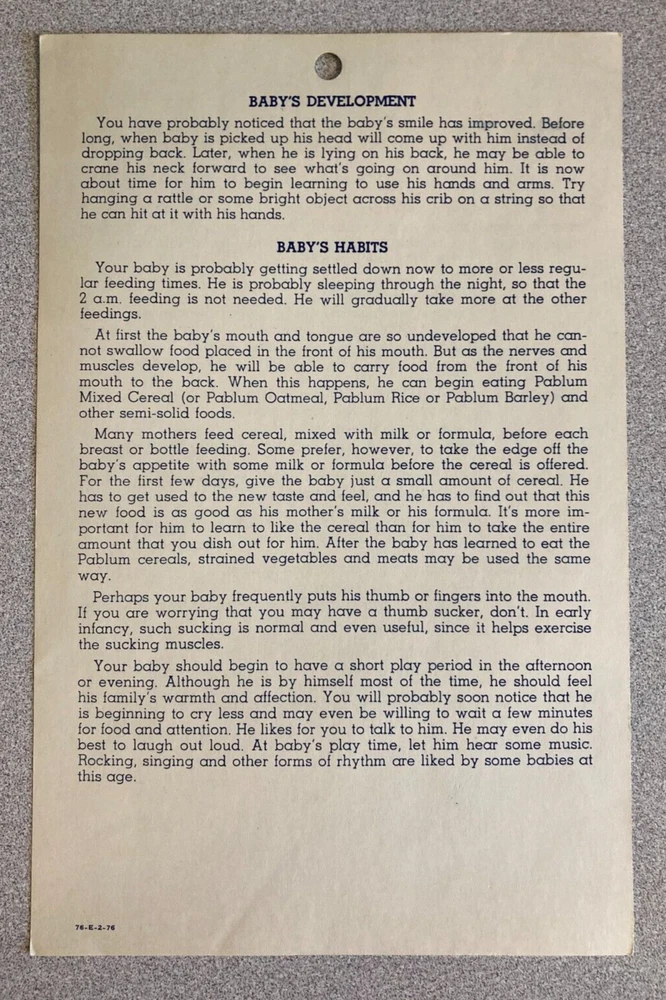 BABY'S DEVELOPMENT
You have probably noticed that the baby's smile has improved. Before
long, when baby is picked up his head will come up with him instead of
dropping back. Later, when he is lying on his back, he may be able to
crane his neck forward to see what's going on around him. It is now
about time for him to begin learning to use his hands and arms. Try
hanging a rattle or some bright object across his crib on a string so that
he can hit at it with his hands.
BABY'S HABITS
Your baby is probably getting settled down now to more or less regu-
lar feeding times. He is probably sleeping through the night, so that the
2 a.m. feeding is not needed. He will gradually take more at the other
feedings.
At first the baby's mouth and tongue are so undeveloped that he can-
not swallow food placed in the front of his mouth. But as the nerves and
muscles develop, he will be able to carry food from the front of his
mouth to the back. When this happens, he can begin eating Pablum
Mixed Cereal (or Pablum Oatmeal, Pablum Rice or Pablum Barley) and
other semi-solid foods.
Many mothers feed cereal, mixed with milk or formula, before each
breast or bottle feeding. Some prefer, however, to take the edge off the
baby's appetite with some milk or formula before the cereal is offered.
For the first few days, give the baby just a small amount of cereal. He
has to get used to the new taste and feel, and he has to find out that this
new food is as good as his mother's milk or his formula. It's more im-
portant for him to learn to like the cereal than for him to take the entire
amount that you dish out for him. After the baby has learned to eat the
Pablum cereals, strained vegetables and meats may be used the same
way.
Perhaps your baby frequently puts his thumb or fingers into the mouth.
If you are worrying that you may have a thumb sucker, don't. In early
infancy, such sucking is normal and even useful, since it helps exercise
the sucking muscles.
Your baby should begin to have a short play period in the afternoon
or evening. Although he is by himself most of the time, he should feel
his family's warmth and affection. You will probably soon notice that he
is beginning to cry less and may even be willing to wait a few minutes
for food and attention. He likes for you to talk to him. He may even do his
best to laugh out loud. At baby's play time, let him hear some music.
Rocking, singing and other forms of rhythm are liked by some babies at
this age.
76-E-2-76